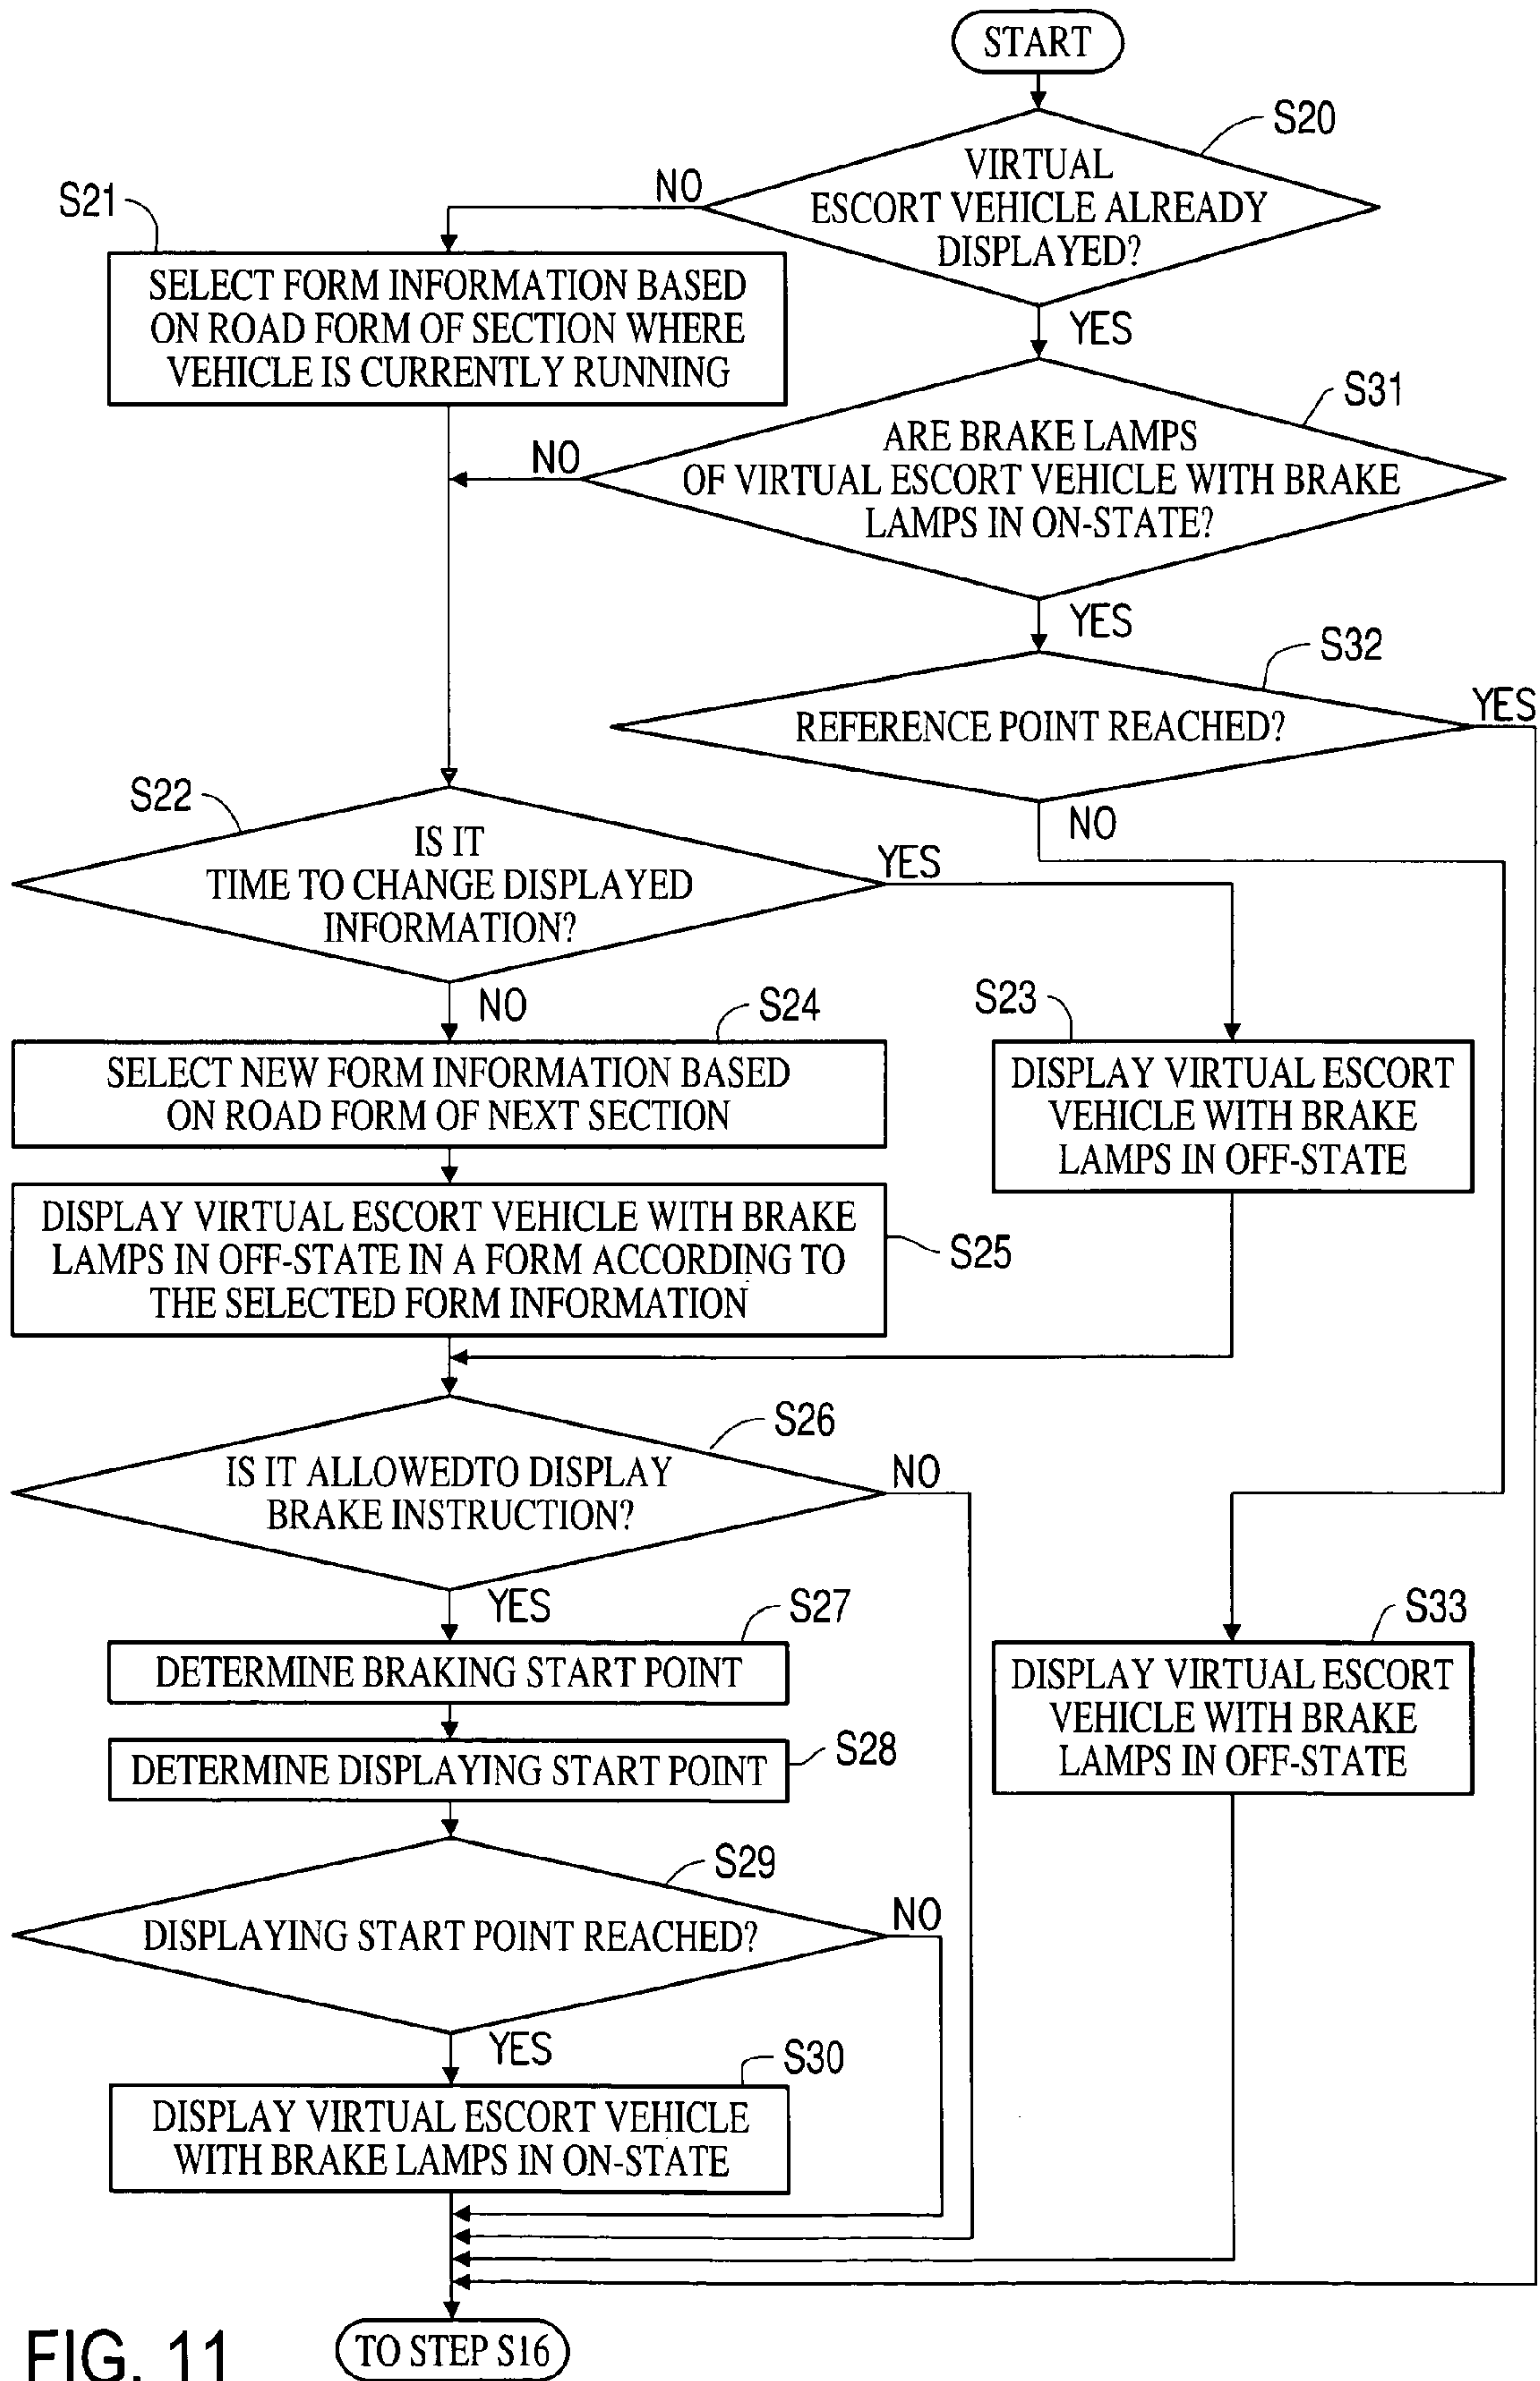 START
S20
VIRTUAL
ESCORT VEHICLE ALREADY
DISPLAYED?
NO
YES
S21
SELECT FORM INFORMATION BASED
ON ROAD FORM OF SECTION WHERE
VEHICLE IS CURRENTLY RUNNING
S31
ARE BRAKE LAMPS
OF VIRTUAL ESCORT VEHICLE WITH BRAKE
LAMPS IN ON-STATE?
NO
YES
S32
REFERENCE POINT REACHED?
YES
NO
S22
IS IT
TIME TO CHANGE DISPLAYED
INFORMATION?
YES
NO
S24
SELECT NEW FORM INFORMATION BASED
ON ROAD FORM OF NEXT SECTION
S23
DISPLAY VIRTUAL ESCORT
VEHICLE WITH BRAKE
LAMPS IN OFF-STATE
DISPLAY VIRTUAL ESCORT VEHICLE WITH BRAKE
LAMPS IN OFF-STATE IN A FORM ACCORDING TO
THE SELECTED FORM INFORMATION
S25
S26
IS IT ALLOWEDTO DISPLAY
BRAKE INSTRUCTION?
NO
YES
S27
DETERMINE BRAKING START POINT
S28
DETERMINE DISPLAYING START POINT
S33
DISPLAY VIRTUAL ESCORT
VEHICLE WITH BRAKE
LAMPS IN OFF-STATE
S29
DISPLAYING START POINT REACHED?
NO
YES
S30
DISPLAY VIRTUAL ESCORT VEHICLE
WITH BRAKE LAMPS IN ON-STATE
TO STEP S16
FIG. 11